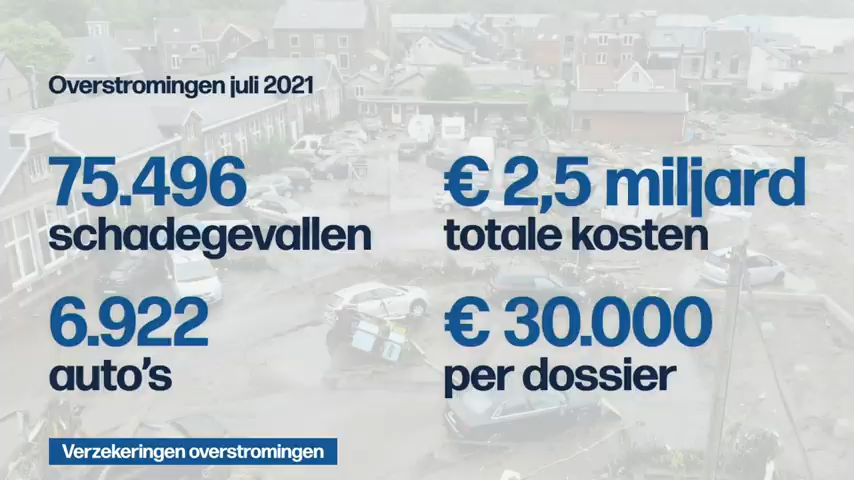 Overstromingen juli 2021
75.496
schadegevallen
€ 2,5 miljard
totale kosten
6.922
auto's
€ 30.000
per dossier
Verzekeringen overstromingen